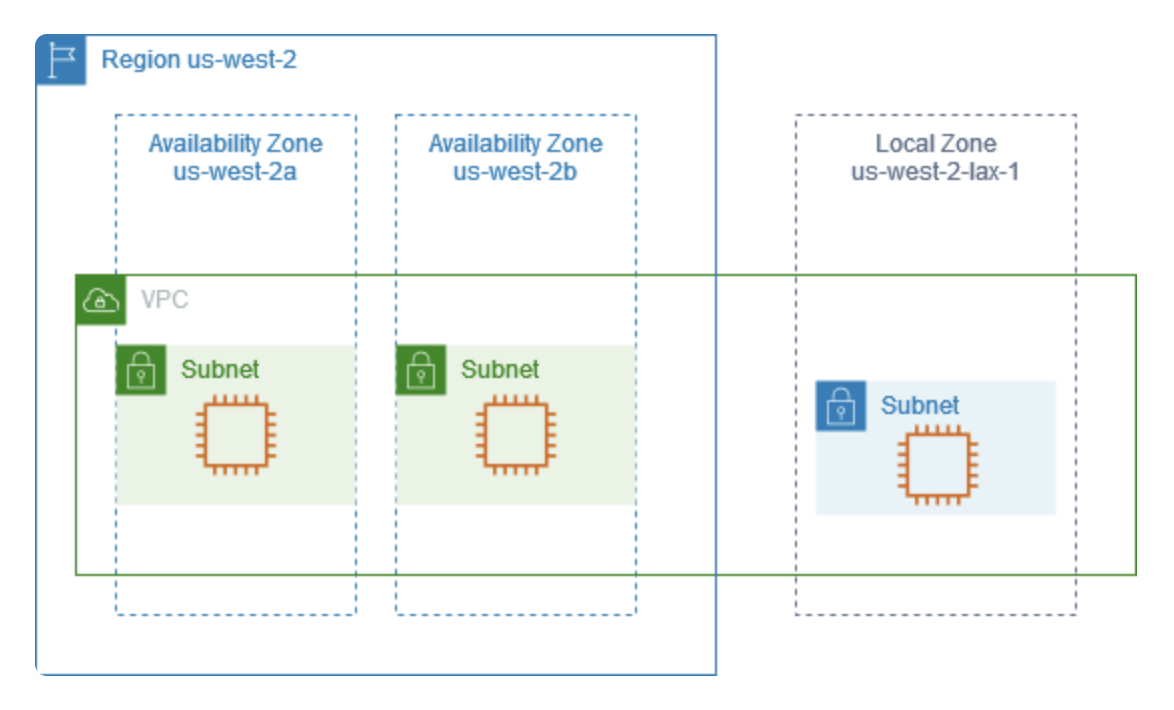 Region us-west-2
Availability Zone
us-west-2a
Availability Zone
us-west-2b
Local Zone
us-west-2-lax-1
VPC
Subnet
Subnet
Subnet